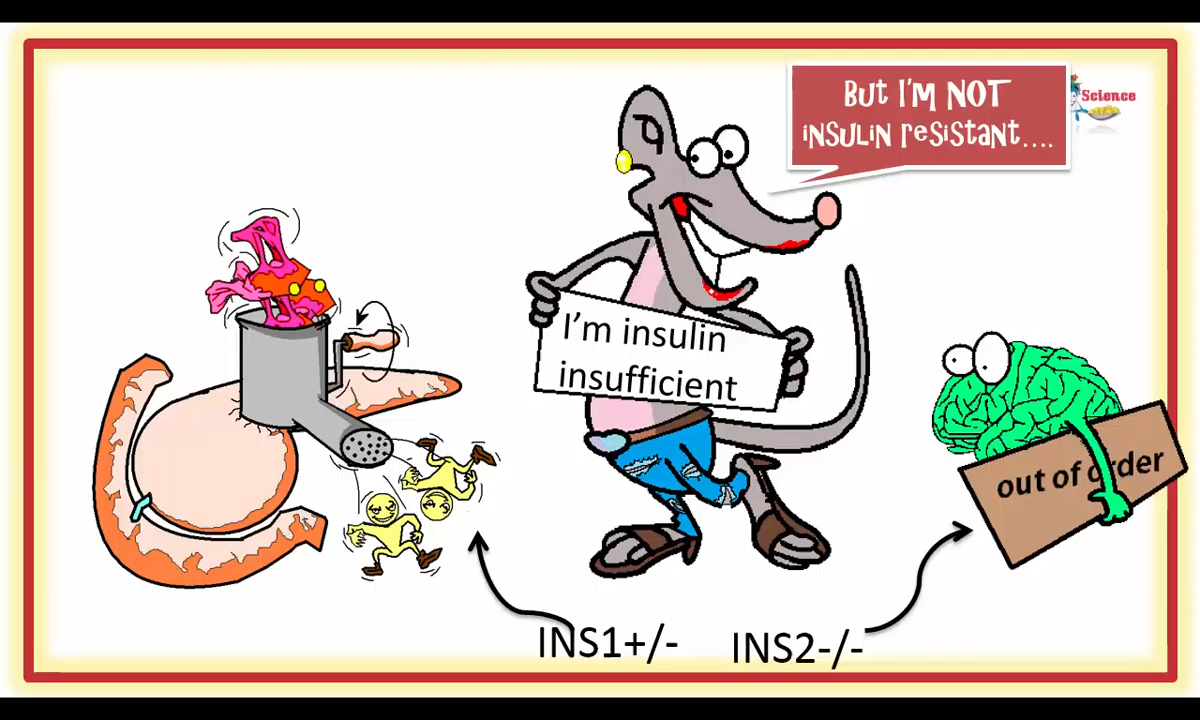 But I'm NOT
insulin resistant....
Science
I'm insulin
insufficient
out of order
INS1+/-
INS2-/-